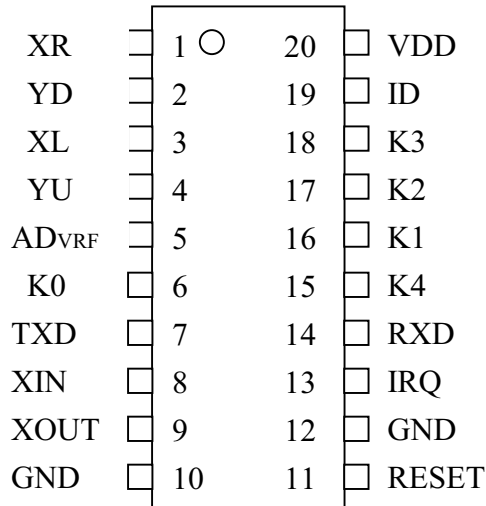 XR 1 20 VDD
YD 2 19 ID
XL 3 18 K3
YU 4 17 K2
ADVRF 5 16 K1
K0 6 15 K4
TXD 7 14 RXD
XIN 8 13 IRQ
XOUT 9 12 GND
GND 10 11 RESET